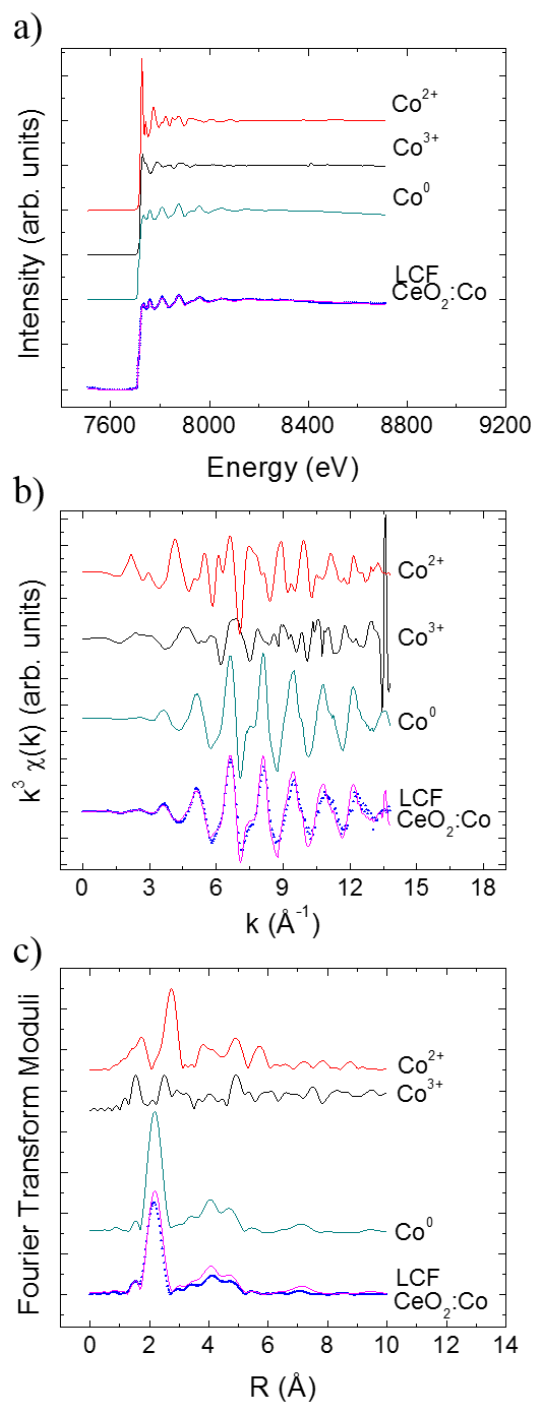 a)
Intensity (arb. units)
Co²⁺
Co³⁺
Co⁰
LCF
CeO₂:Co
7600 8000 8400 8800 9200
Energy (eV)
b)
k³ χ(k) (arb. units)
Co²⁺
Co³⁺
Co⁰
LCF
CeO₂:Co
0 3 6 9 12 15 18
k (Å⁻¹)
c)
Fourier Transform Moduli
Co²⁺
Co³⁺
Co⁰
LCF
CeO₂:Co
0 2 4 6 8 10 12 14
R (Å)